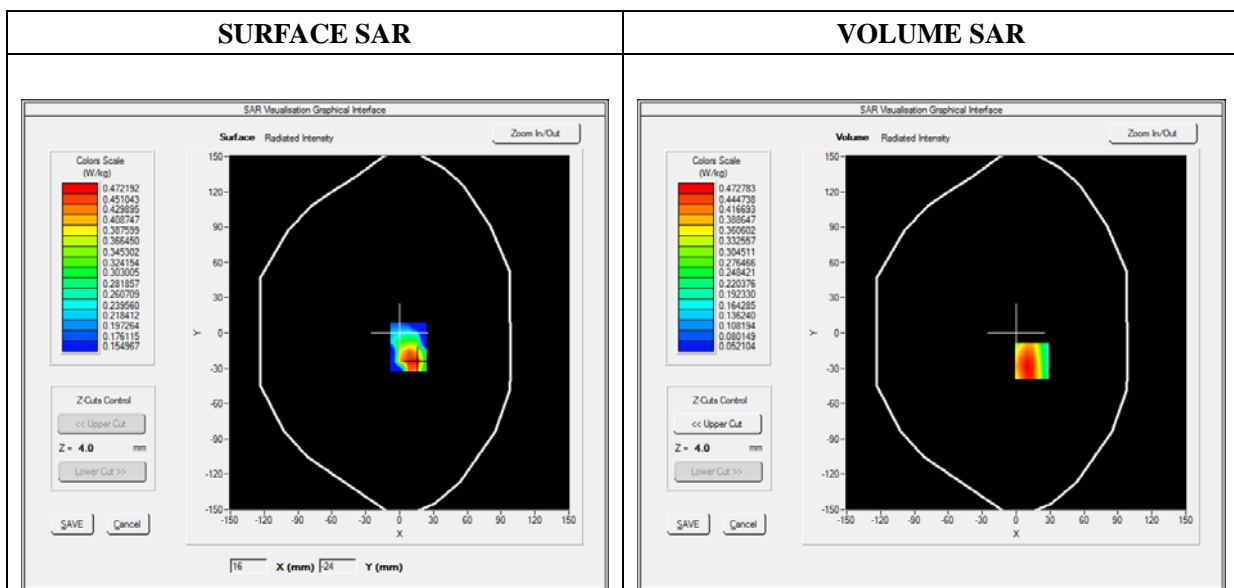 SURFACE SAR
SAR Visualisation Graphical Interface
Surface Radiated Intensity
Zoom In/Out
Colors Scale
(W/kg)
0.472192
0.451043
0.429895
0.408747
0.387599
0.366450
0.345302
0.324154
0.303005
0.281857
0.260709
0.239560
0.218412
0.197264
0.176115
0.154967
Z-Cuts Control
<< Upper Cut
Z = 4.0 mm
Lower Cut >>
SAVE Cancel
150
120
90
60
30
0
-30
-60
-90
-120
-150
Y
-150 -120 -90 -60 -30 0 30 60 90 120 150
X
16 X (mm) -24 Y (mm)
VOLUME SAR
SAR Visualisation Graphical Interface
Volume Radiated Intensity
Zoom In/Out
Colors Scale
(W/kg)
0.472783
0.444738
0.416693
0.388647
0.360602
0.332557
0.304511
0.276466
0.248421
0.220376
0.192330
0.164285
0.136240
0.108194
0.080149
0.052104
Z-Cuts Control
<< Upper Cut
Z = 4.0 mm
Lower Cut >>
SAVE Cancel
150
120
90
60
30
0
-30
-60
-90
-120
-150
Y
-150 -120 -90 -60 -30 0 30 60 90 120 150
X